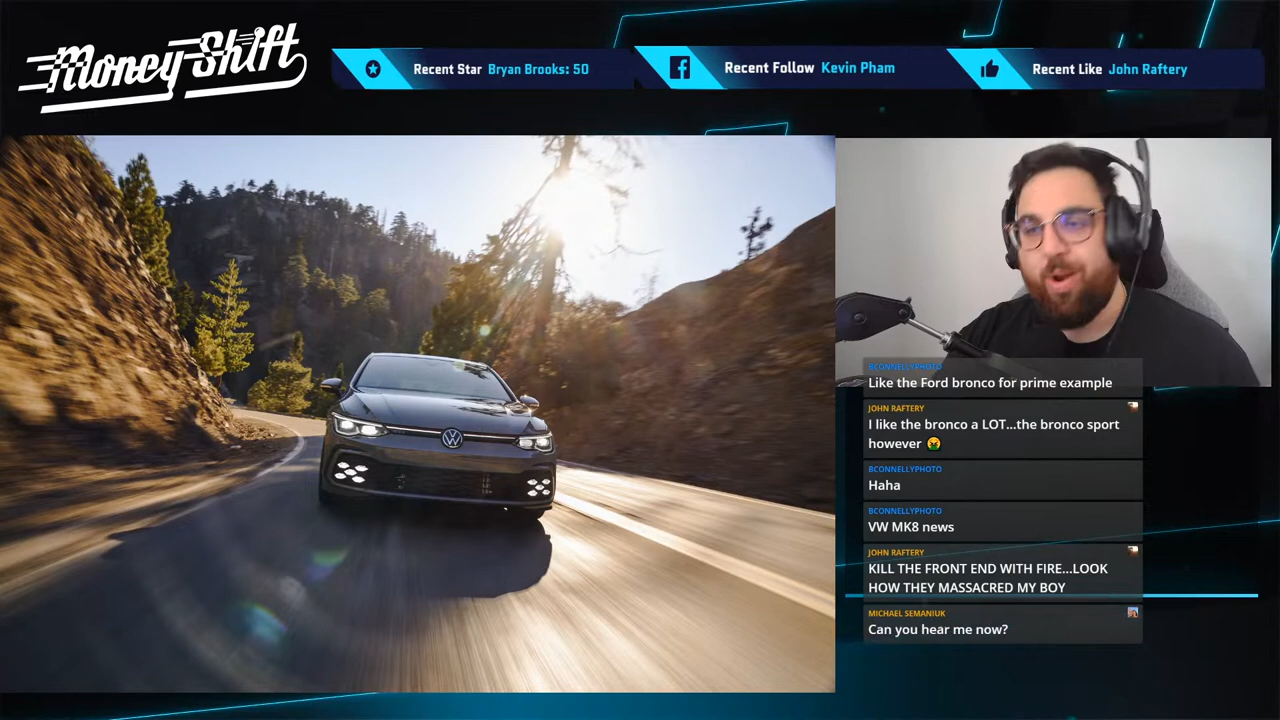 Money Shift
Recent Star Bryan Brooks: 50
Recent Follow Kevin Pham
Recent Like John Raftery
BCONNELLYPHOTO
Like the Ford bronco for prime example
JOHN RAFTERY
I like the bronco a LOT...the bronco sport
however
BCONNELLYPHOTO
Haha
BCONNELLYPHOTO
VW MK8 news
JOHN RAFTERY
KILL THE FRONT END WITH FIRE...LOOK
HOW THEY MASSACRED MY BOY
MICHAEL SEMANIUK
Can you hear me now?